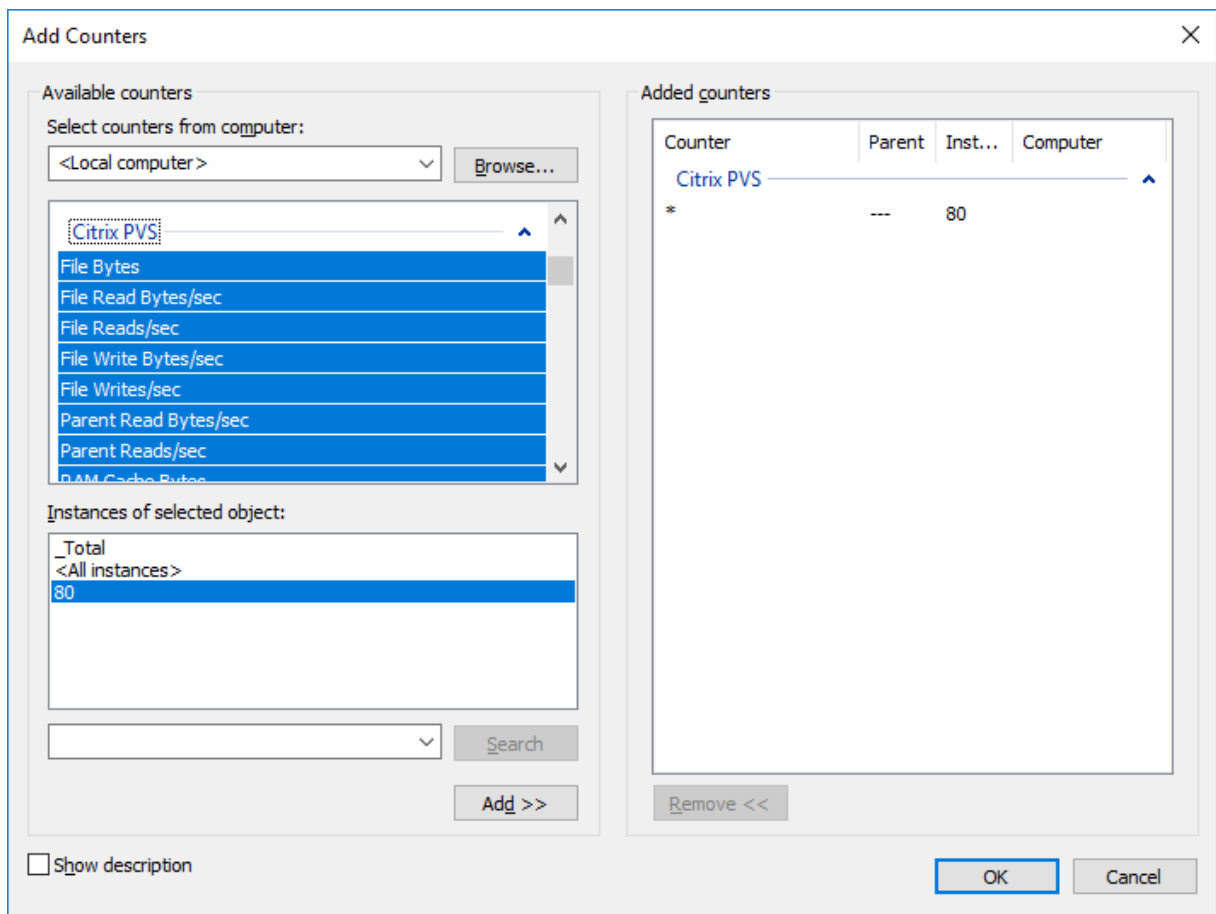 Add Counters
Available counters
Select counters from computer:
<Local computer>
Browse...
Citrix PVS
File Bytes
File Read Bytes/sec
File Reads/sec
File Write Bytes/sec
File Writes/sec
Parent Read Bytes/sec
Parent Reads/sec
RAM Cache Bytes
Instances of selected object:
_Total
<All instances>
80
Search
Add >>
Show description
Added counters
Counter Parent Inst... Computer
Citrix PVS
* --- 80
Remove <<
OK Cancel